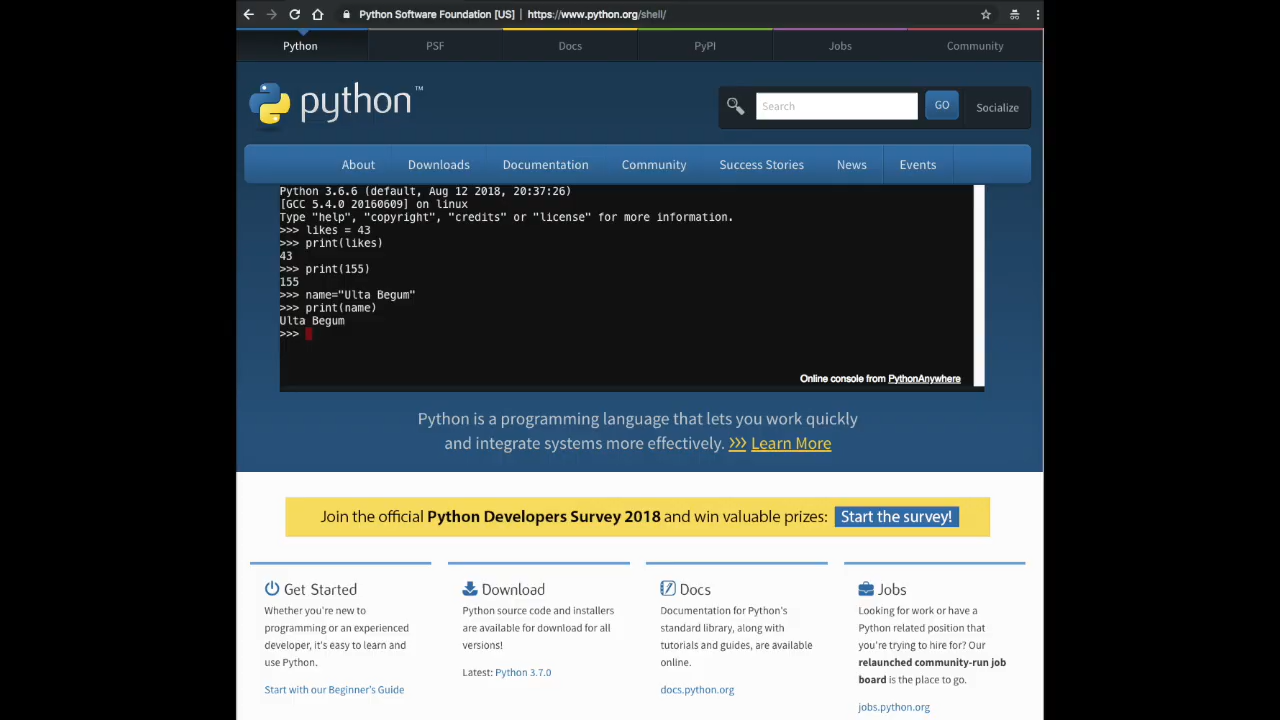 Python Software Foundation [US] | https://www.python.org/shell/
Python PSF Docs PyPI Jobs Community
python™
Search GO Socialize
About Downloads Documentation Community Success Stories News Events
Python 3.6.6 (default, Aug 12 2018, 20:37:26)
[GCC 5.4.0 20160609] on linux
Type "help", "copyright", "credits" or "license" for more information.
>>> likes = 43
>>> print(likes)
43
>>> print(155)
155
>>> name="Ulta Begum"
>>> print(name)
Ulta Begum
>>>
Online console from PythonAnywhere
Python is a programming language that lets you work quickly
and integrate systems more effectively. >>> Learn More
Join the official Python Developers Survey 2018 and win valuable prizes: Start the survey!
Get Started
Whether you're new to
programming or an experienced
developer, it's easy to learn and
use Python.
Start with our Beginner's Guide
Download
Python source code and installers
are available for download for all
versions!
Latest: Python 3.7.0
Docs
Documentation for Python's
standard library, along with
tutorials and guides, are available
online.
docs.python.org
Jobs
Looking for work or have a
Python related position that
you're trying to hire for? Our
relaunched community-run job
board is the place to go.
jobs.python.org